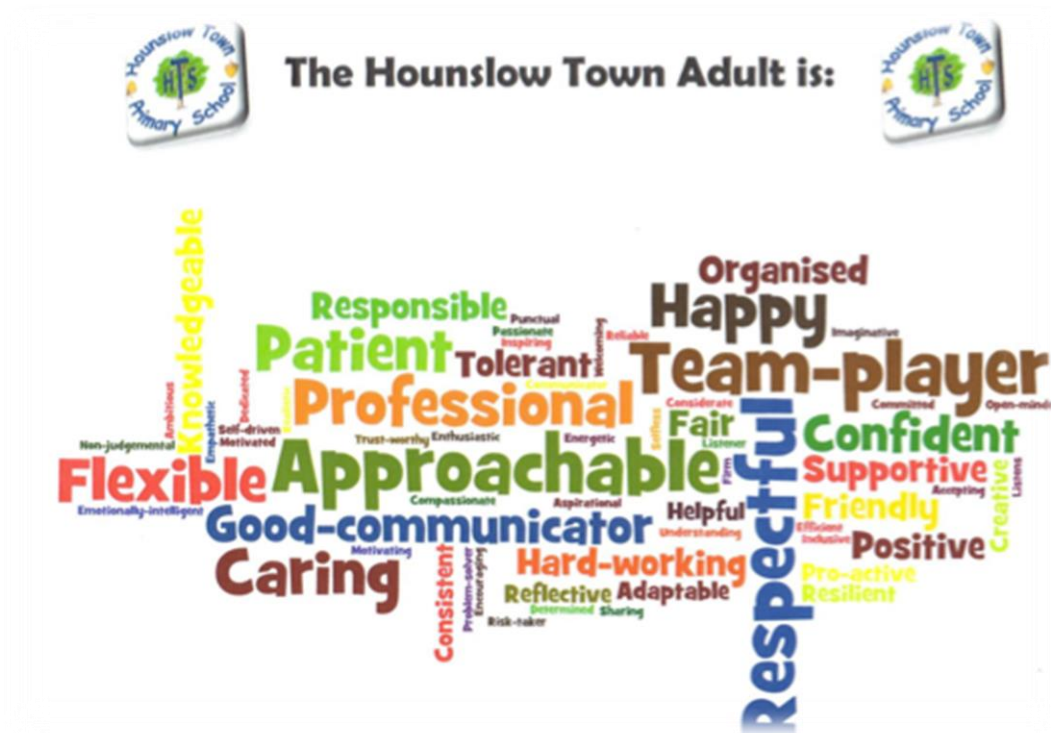 Hounslow Town
HTS
Primary School
The Hounslow Town Adult is:
Hounslow Town
HTS
Primary School
Knowledgeable
Organised
Happy
Responsible
Punctual
Passionate
Inspiring
Welcoming
Reliable
Imaginative
Patient
Tolerant
Team-player
Communicator
Professional
Ambitious
Dedicated
Empathetic
Self-driven
Motivated
Non-judgemental
Considerate
Committed
Open-mind
Selfless
Fair
Listener
Confident
Trust-worthy
Enthusiastic
Energetic
Flexible
Approachable
Firm
Respectful
Supportive
Accepting
Listens
Creative
Emotionally-intelligent
Compassionate
Aspirational
Helpful
Friendly
Good-communicator
Understanding
Efficient
Inclusive
Positive
Caring
Motivating
Consistent
Problem-solver
Encouraging
Hard-working
Pro-active
Resilient
Reflective
Adaptable
Determined
Sharing
Risk-taker